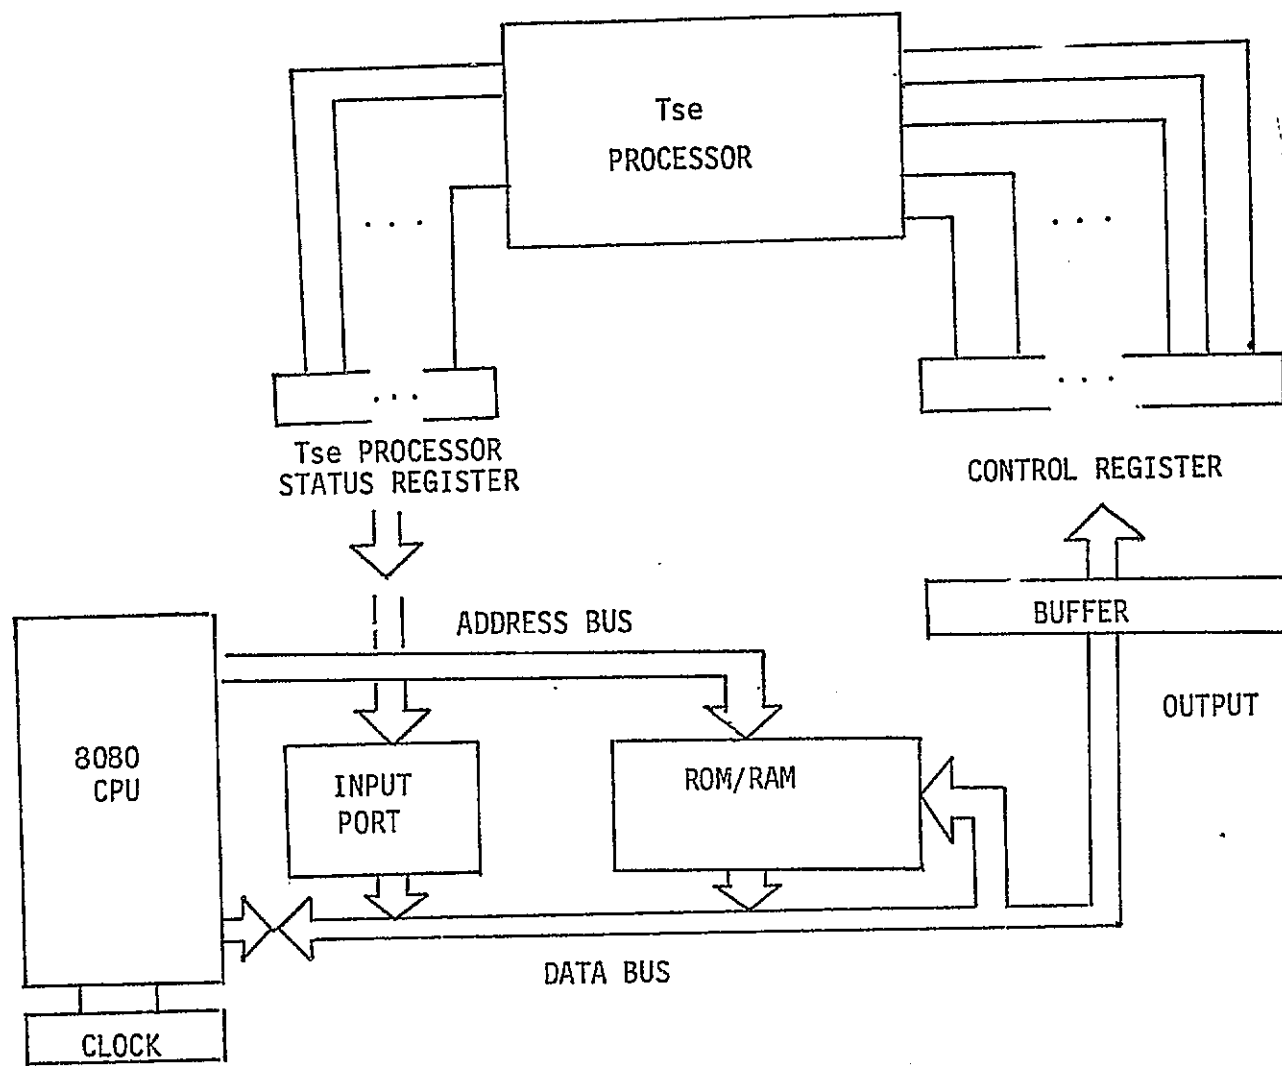 Tse
PROCESSOR
. . .
. . .
. . .
. . .
Tse PROCESSOR
STATUS REGISTER
CONTROL REGISTER
BUFFER
ADDRESS BUS
OUTPUT
8080
CPU
INPUT
PORT
ROM/RAM
DATA BUS
CLOCK